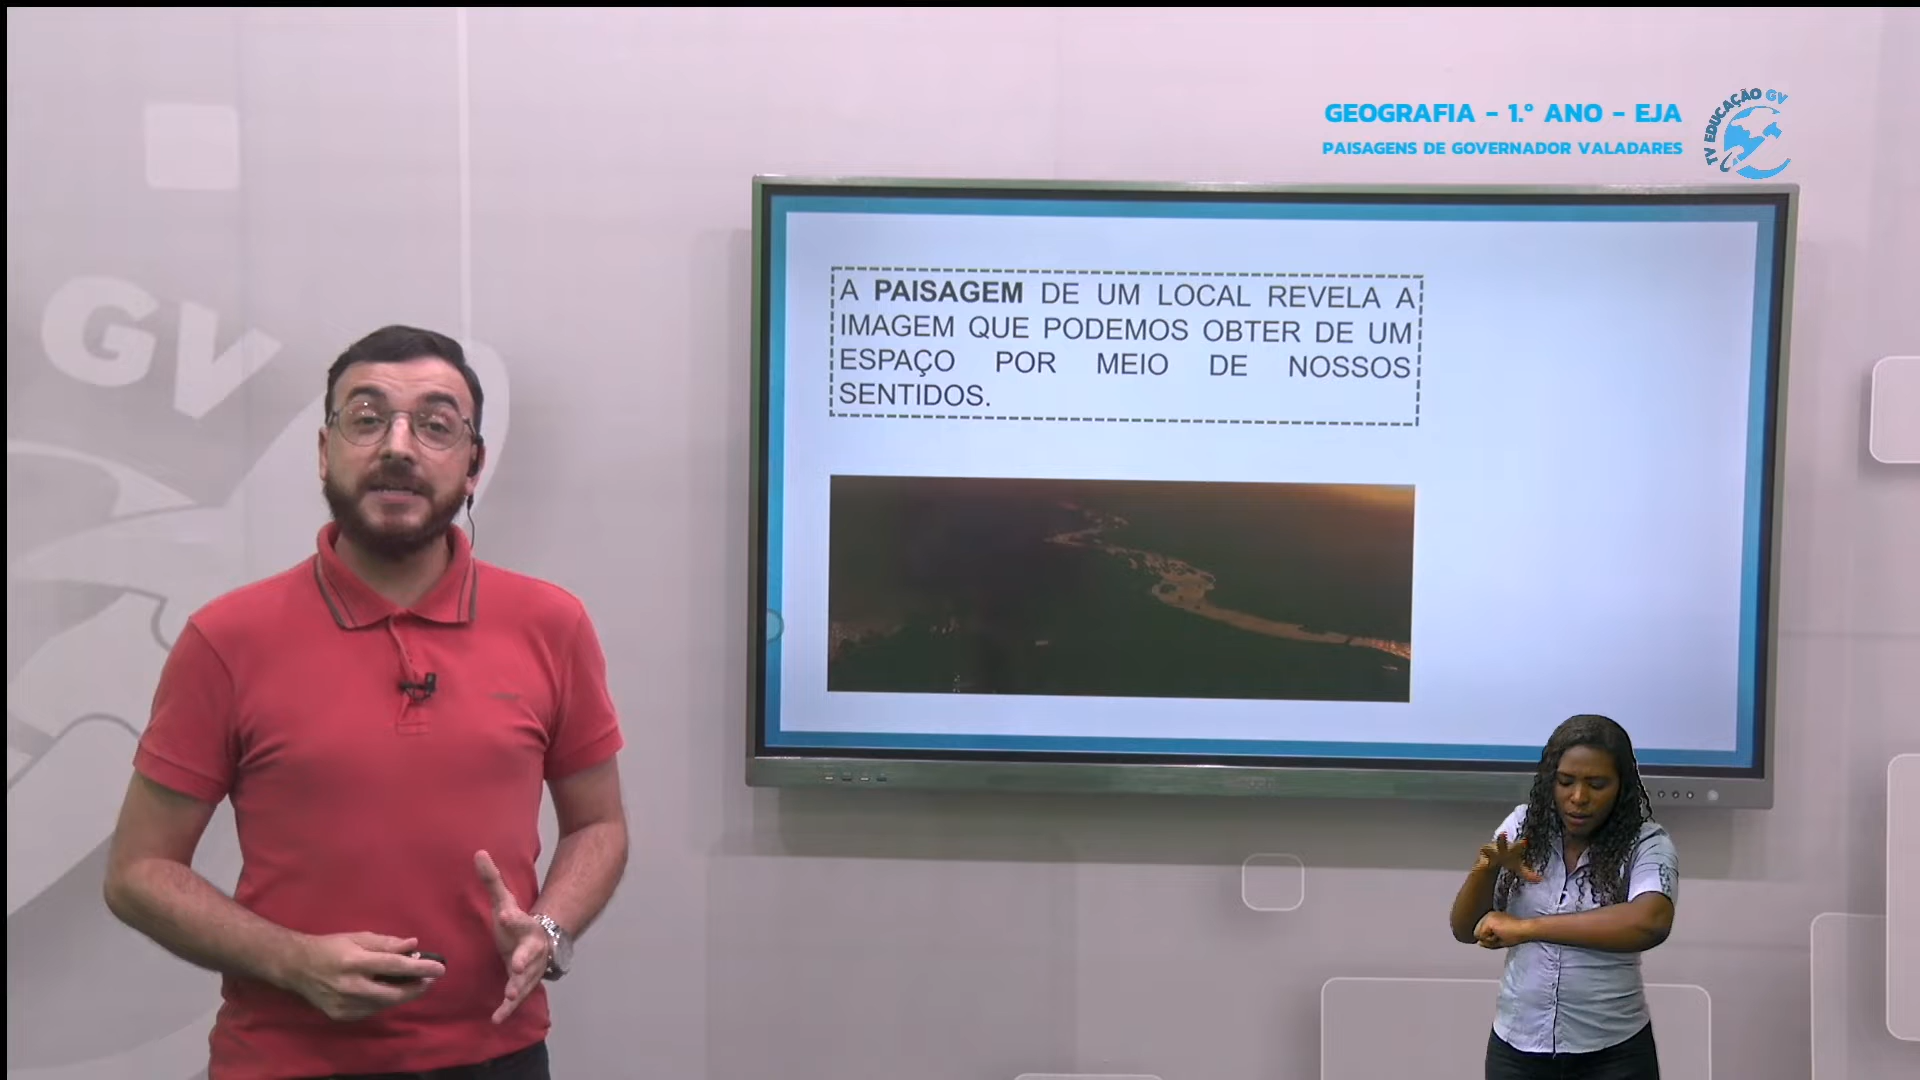 GEOGRAFIA - 1.º ANO - EJA
PAISAGENS DE GOVERNADOR VALADARES
TV EDUCAÇÃO GV
A PAISAGEM DE UM LOCAL REVELA A
IMAGEM QUE PODEMOS OBTER DE UM
ESPAÇO POR MEIO DE NOSSOS
SENTIDOS.
GV